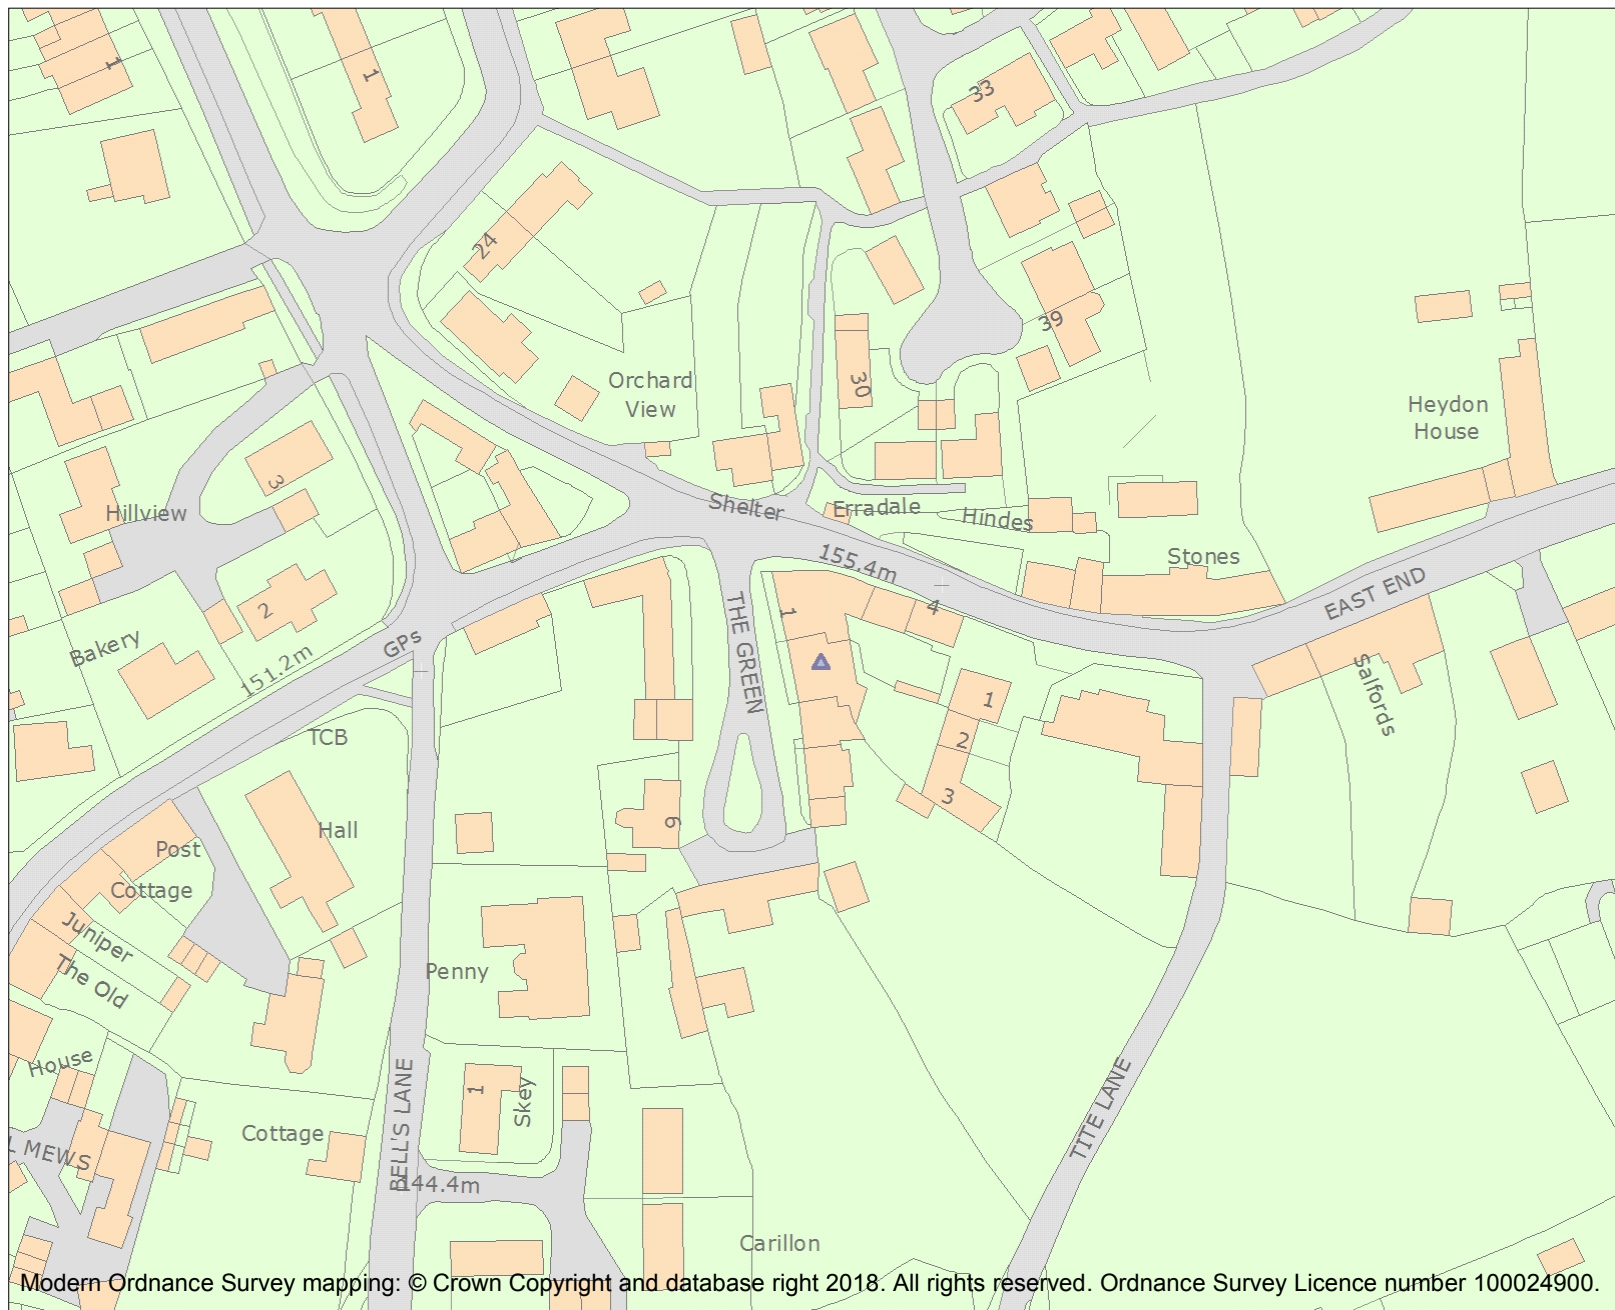 1
1
33
24
39
Orchard
View
30
Heydon
House
3
Hillview
Shelter
Erradale
Hindes
155.4m
Stones
EAST END
2
Bakery
GPs
151.2m
THE GREEN
1
4
1
2
3
Salfords
TCB
Hall
Post
Cottage
6
Juniper
The Old
Penny
House
1
Skey
BELL'S LANE
TITE LANE
Cottage
L MEWS
144.4m
Carillon
Modern Ordnance Survey mapping: © Crown Copyright and database right 2018. All rights reserved. Ordnance Survey Licence number 100024900.